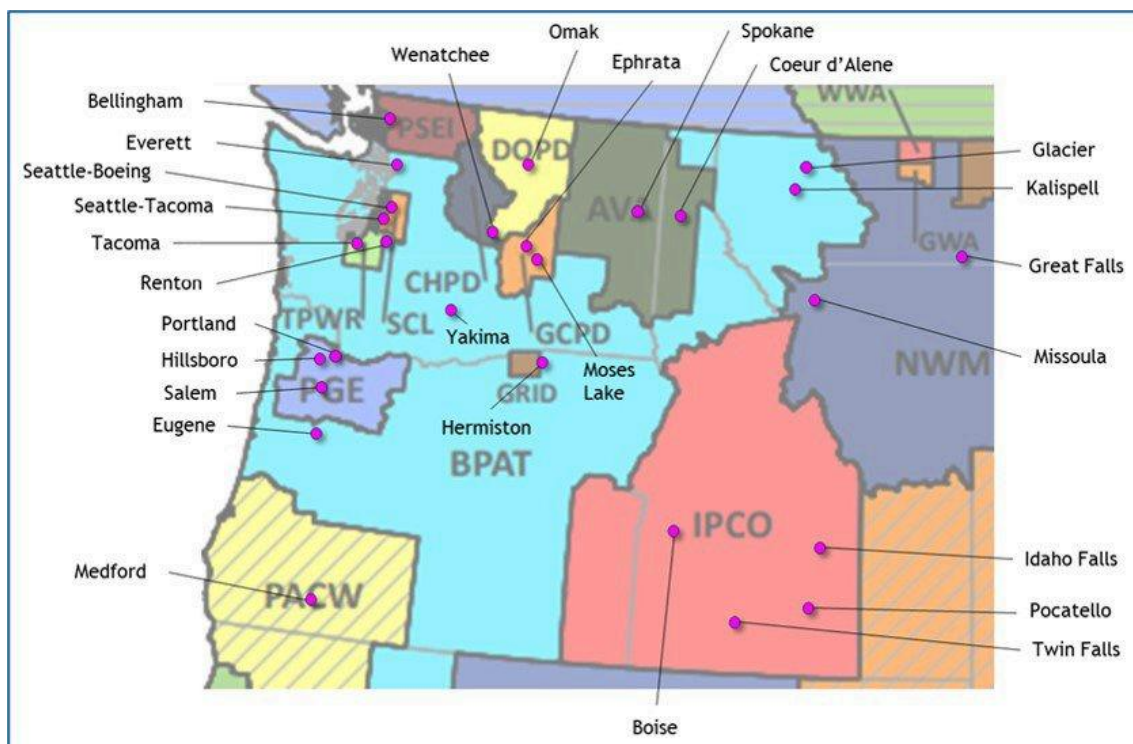 Omak
Spokane
Wenatchee
Ephrata
Coeur d'Alene
Bellingham
PSEI
WWA
Everett
DOPD
Glacier
Seattle-Boeing
Kalispell
Seattle-Tacoma
AV
Tacoma
GWA
Great Falls
Renton
CHPD
TPWR
SCL
Yakima
GCPD
Portland
Missoula
Hillsboro
Moses
Lake
NWM
Salem
PGE
GRID
Eugene
Hermiston
BPAT
IPCO
Idaho Falls
Medford
PACW
Pocatello
Twin Falls
Boise